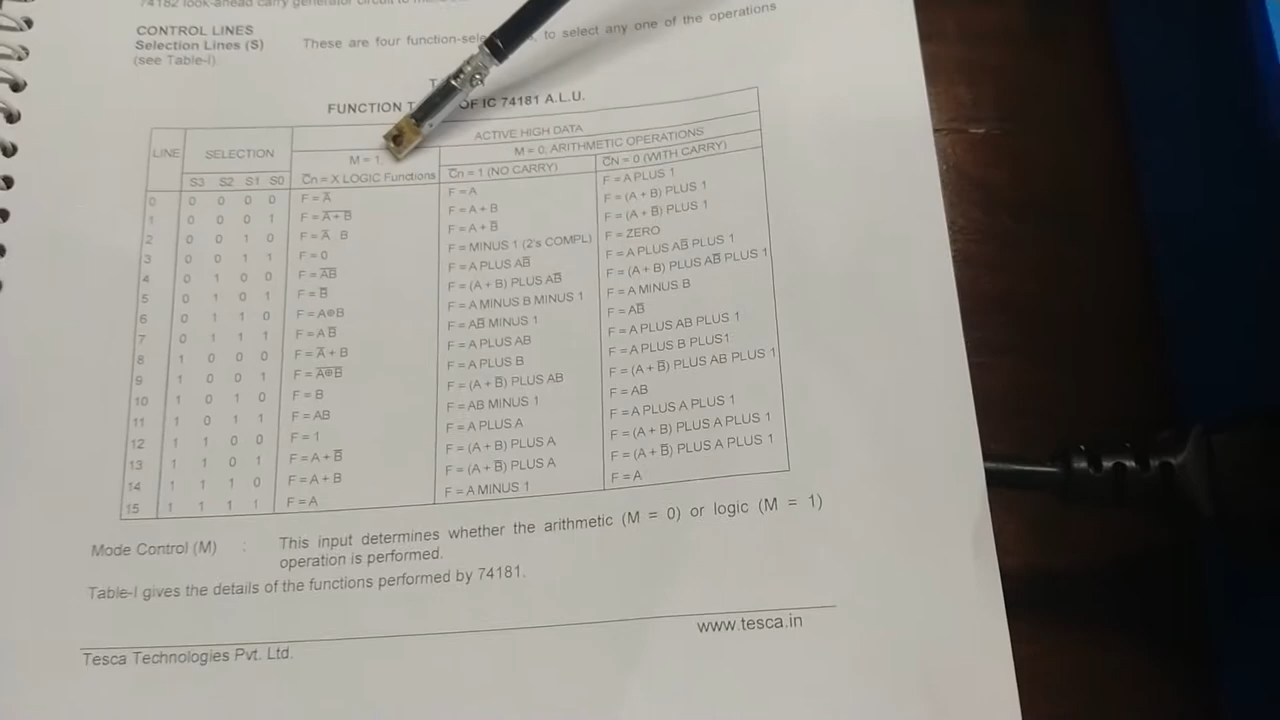 74182 look-ahead carry generator circuit to
CONTROL LINES
Selection Lines (S) These are four to select any one of the operations
(see Table-I).
FUNCTION OF IC 74181 A.L.U.
LINE SELECTION ACTIVE HIGH DATA
M = 1; M = 0; ARITHMETIC OPERATIONS
S3 S2 S1 S0 C̅n = X LOGIC Functions C̅n = 1 (NO CARRY) C̅N = 0 (WITH CARRY)
0 0 0 0 0 F = A̅ F = A F = A PLUS 1
1 0 0 0 1 F = A̅ ̅+̅ ̅B̅ F = A + B F = (A + B) PLUS 1
2 0 0 1 0 F = A̅ B F = A + B̅ F = (A + B̅) PLUS 1
3 0 0 1 1 F = 0 F = MINUS 1 (2's COMPL) F = ZERO
4 0 1 0 0 F = A̅B̅ F = A PLUS AB̅ F = A PLUS AB̅ PLUS 1
5 0 1 0 1 F = B̅ F = (A + B) PLUS AB̅ F = (A + B) PLUS AB̅ PLUS 1
6 0 1 1 0 F = A⊕B F = A MINUS B MINUS 1 F = A MINUS B
7 0 1 1 1 F = A B̅ F = AB̅ MINUS 1 F = AB̅
8 1 0 0 0 F = A̅ + B F = A PLUS AB F = A PLUS AB PLUS 1
9 1 0 0 1 F = A̅⊕̅B̅ F = A PLUS B F = A PLUS B PLUS1
10 1 0 1 0 F = B F = (A + B̅) PLUS AB F = (A + B̅) PLUS AB PLUS 1
11 1 0 1 1 F = AB F = AB MINUS 1 F = AB
12 1 1 0 0 F = 1 F = A PLUS A F = A PLUS A PLUS 1
13 1 1 0 1 F = A + B̅ F = (A + B) PLUS A F = (A + B) PLUS A PLUS 1
14 1 1 1 0 F = A + B F = (A + B̅) PLUS A F = (A + B̅) PLUS A PLUS 1
15 1 1 1 1 F = A F = A MINUS 1 F = A
Mode Control (M) : This input determines whether the arithmetic (M = 0) or logic (M = 1)
operation is performed.
Table-I gives the details of the functions performed by 74181.
www.tesca.in
Tesca Technologies Pvt. Ltd.